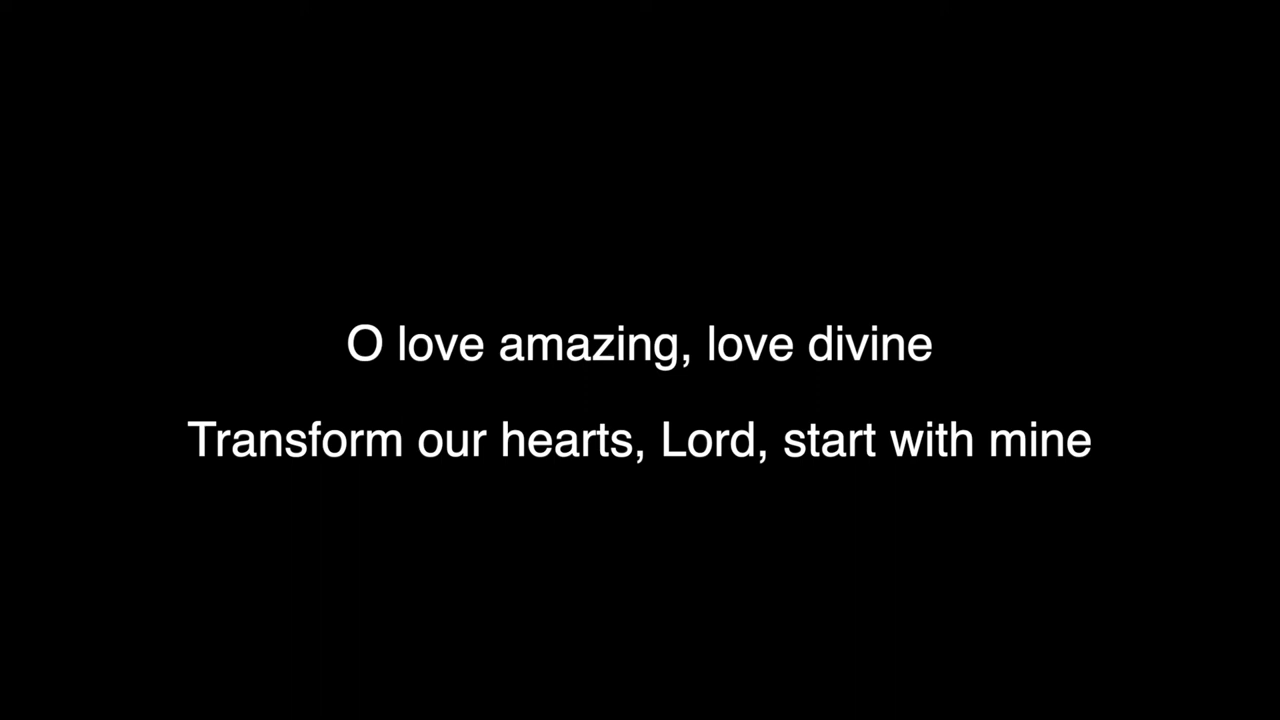 O love amazing, love divine
Transform our hearts, Lord, start with mine